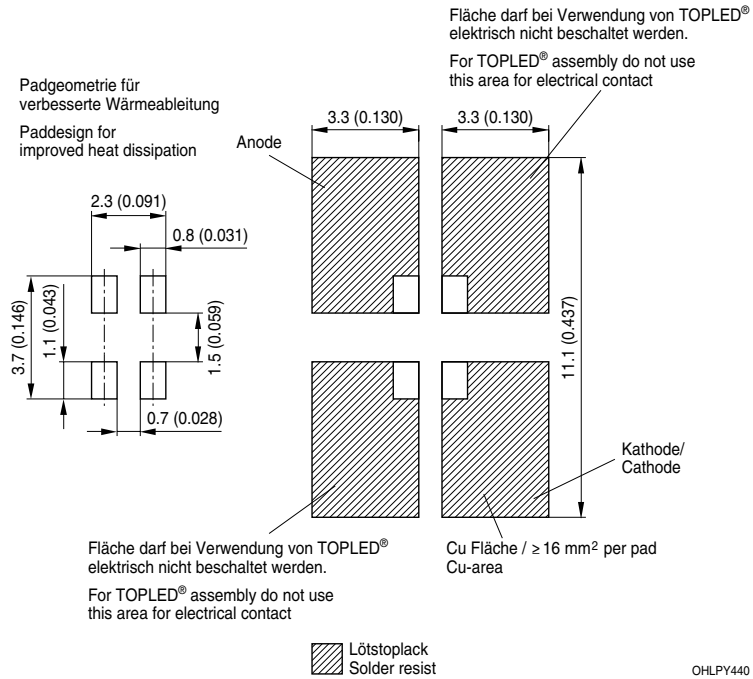 Fläche darf bei Verwendung von TOPLED®
elektrisch nicht beschaltet werden.
For TOPLED® assembly do not use
this area for electrical contact
Padgeometrie für
verbesserte Wärmeableitung
Paddesign for
improved heat dissipation
Anode
3.3 (0.130)
3.3 (0.130)
2.3 (0.091)
0.8 (0.031)
3.7 (0.146)
1.1 (0.043)
1.5 (0.059)
11.1 (0.437)
0.7 (0.028)
Kathode/
Cathode
Fläche darf bei Verwendung von TOPLED®
elektrisch nicht beschaltet werden.
For TOPLED® assembly do not use
this area for electrical contact
Cu Fläche / ≥ 16 mm² per pad
Cu-area
Lötstoplack
Solder resist
OHLPY440